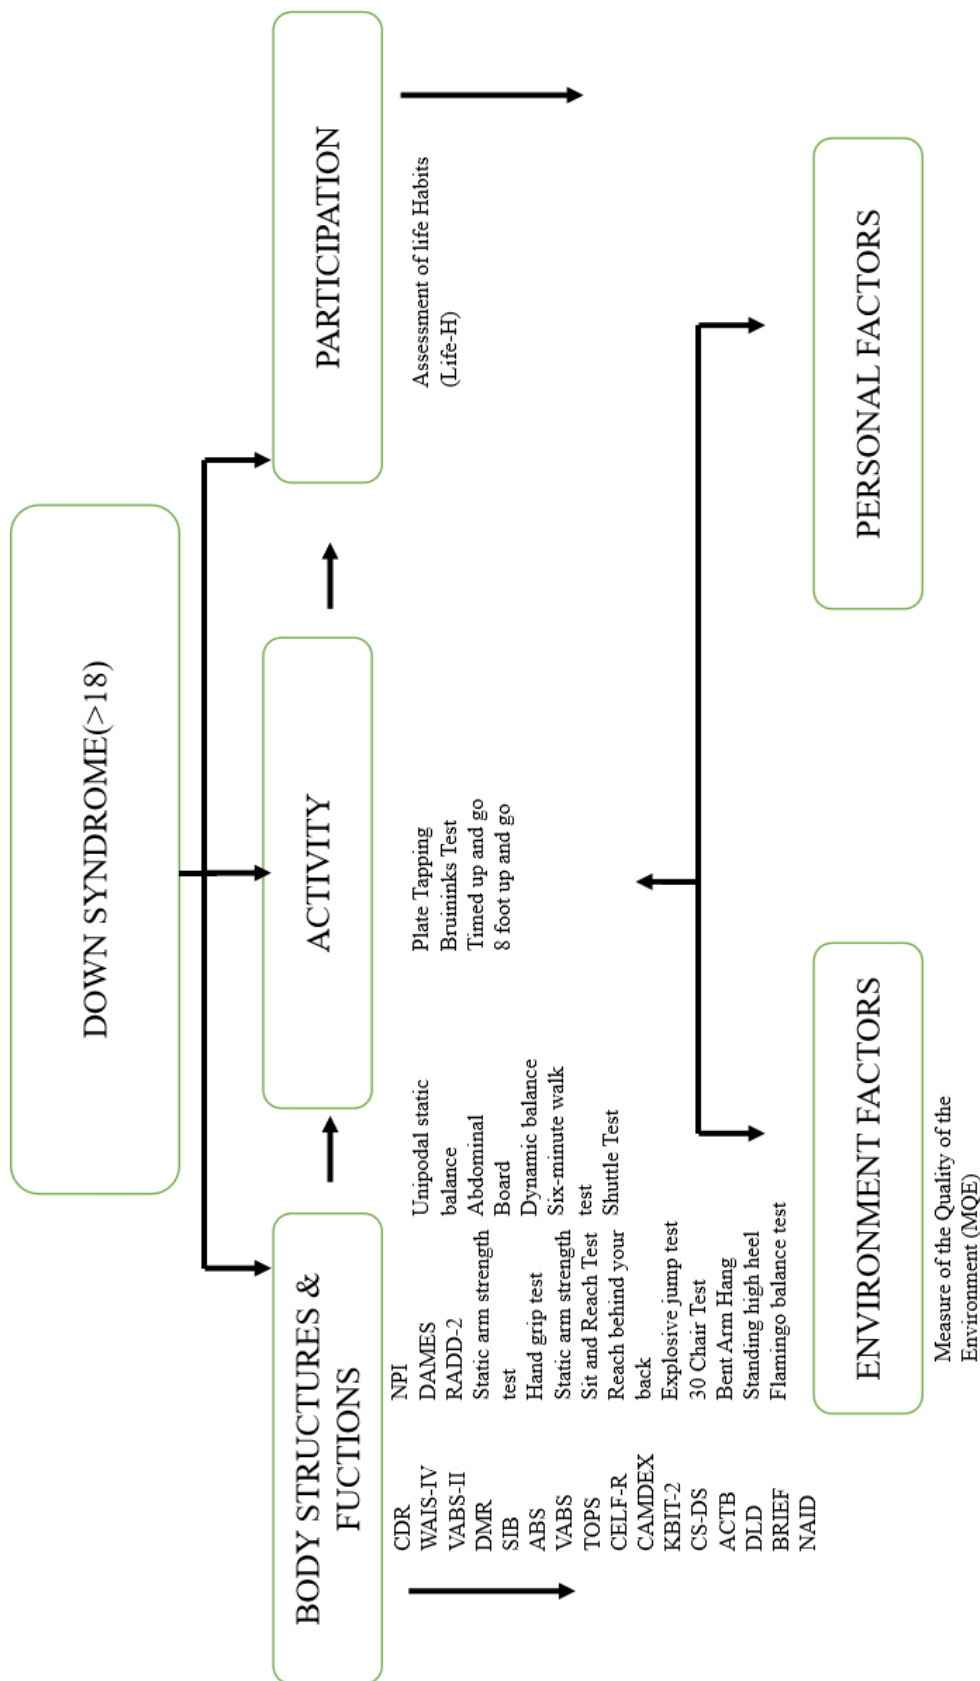 DOWN SYNDROME(>18)
BODY STRUCTURES &
FUCTIONS
ACTIVITY
PARTICIPATION
CDR
WAIS-IV
VABS-II
DMR
SIB
ABS
VABS
TOPS
CELF-R
CAMDEX
KBIT-2
CS-DS
ACTB
DLD
BRIEF
NAID
NPI
DAMES
RADD-2
Static arm strength
test
Hand grip test
Static arm strength
Sit and Reach Test
Reach behind your
back
Explosive jump test
30 Chair Test
Bent Arm Hang
Standing high heel
Flamingo balance test
Unipodal static
balance
Abdominal
Board
Dynamic balance
Six-minute walk
test
Shuttle Test
Plate Tapping
Bruininks Test
Timed up and go
8 foot up and go
Assessment of life Habits
(Life-H)
ENVIRONMENT FACTORS
PERSONAL FACTORS
Measure of the Quality of the
Environment (MQE)